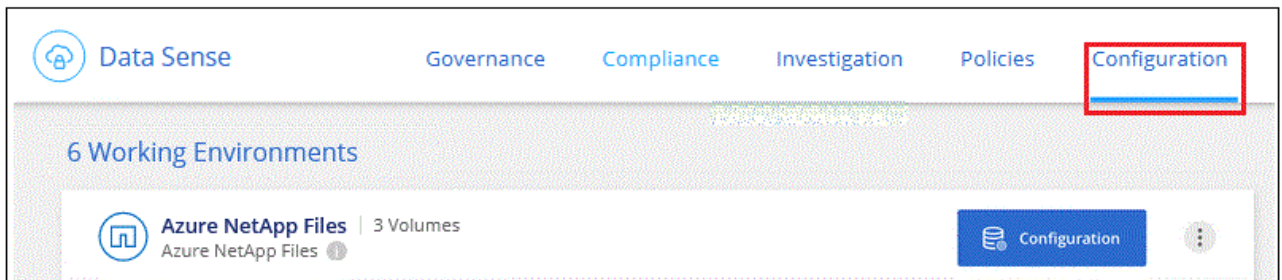 Data Sense Governance Compliance Investigation Policies Configuration
6 Working Environments
Azure NetApp Files 3 Volumes
Azure NetApp Files
Configuration